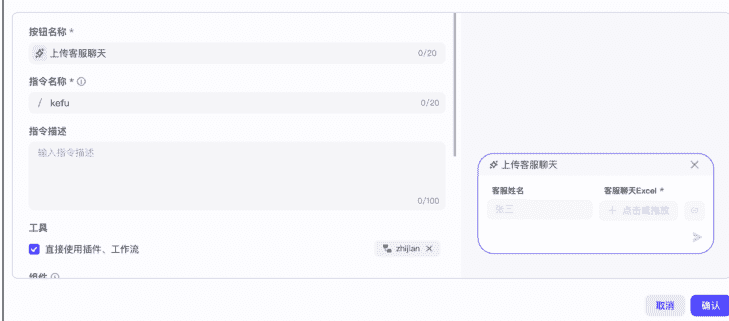 按钮名称 *
上传客服聊天 0/20
指令名称 *
/ kefu 0/20
指令描述
输入指令描述
0/100
工具
直接使用插件、工作流 zhijian ×
组件
上传客服聊天 ×
客服姓名 客服聊天Excel *
张三 + 点击或拖放
取消 确认